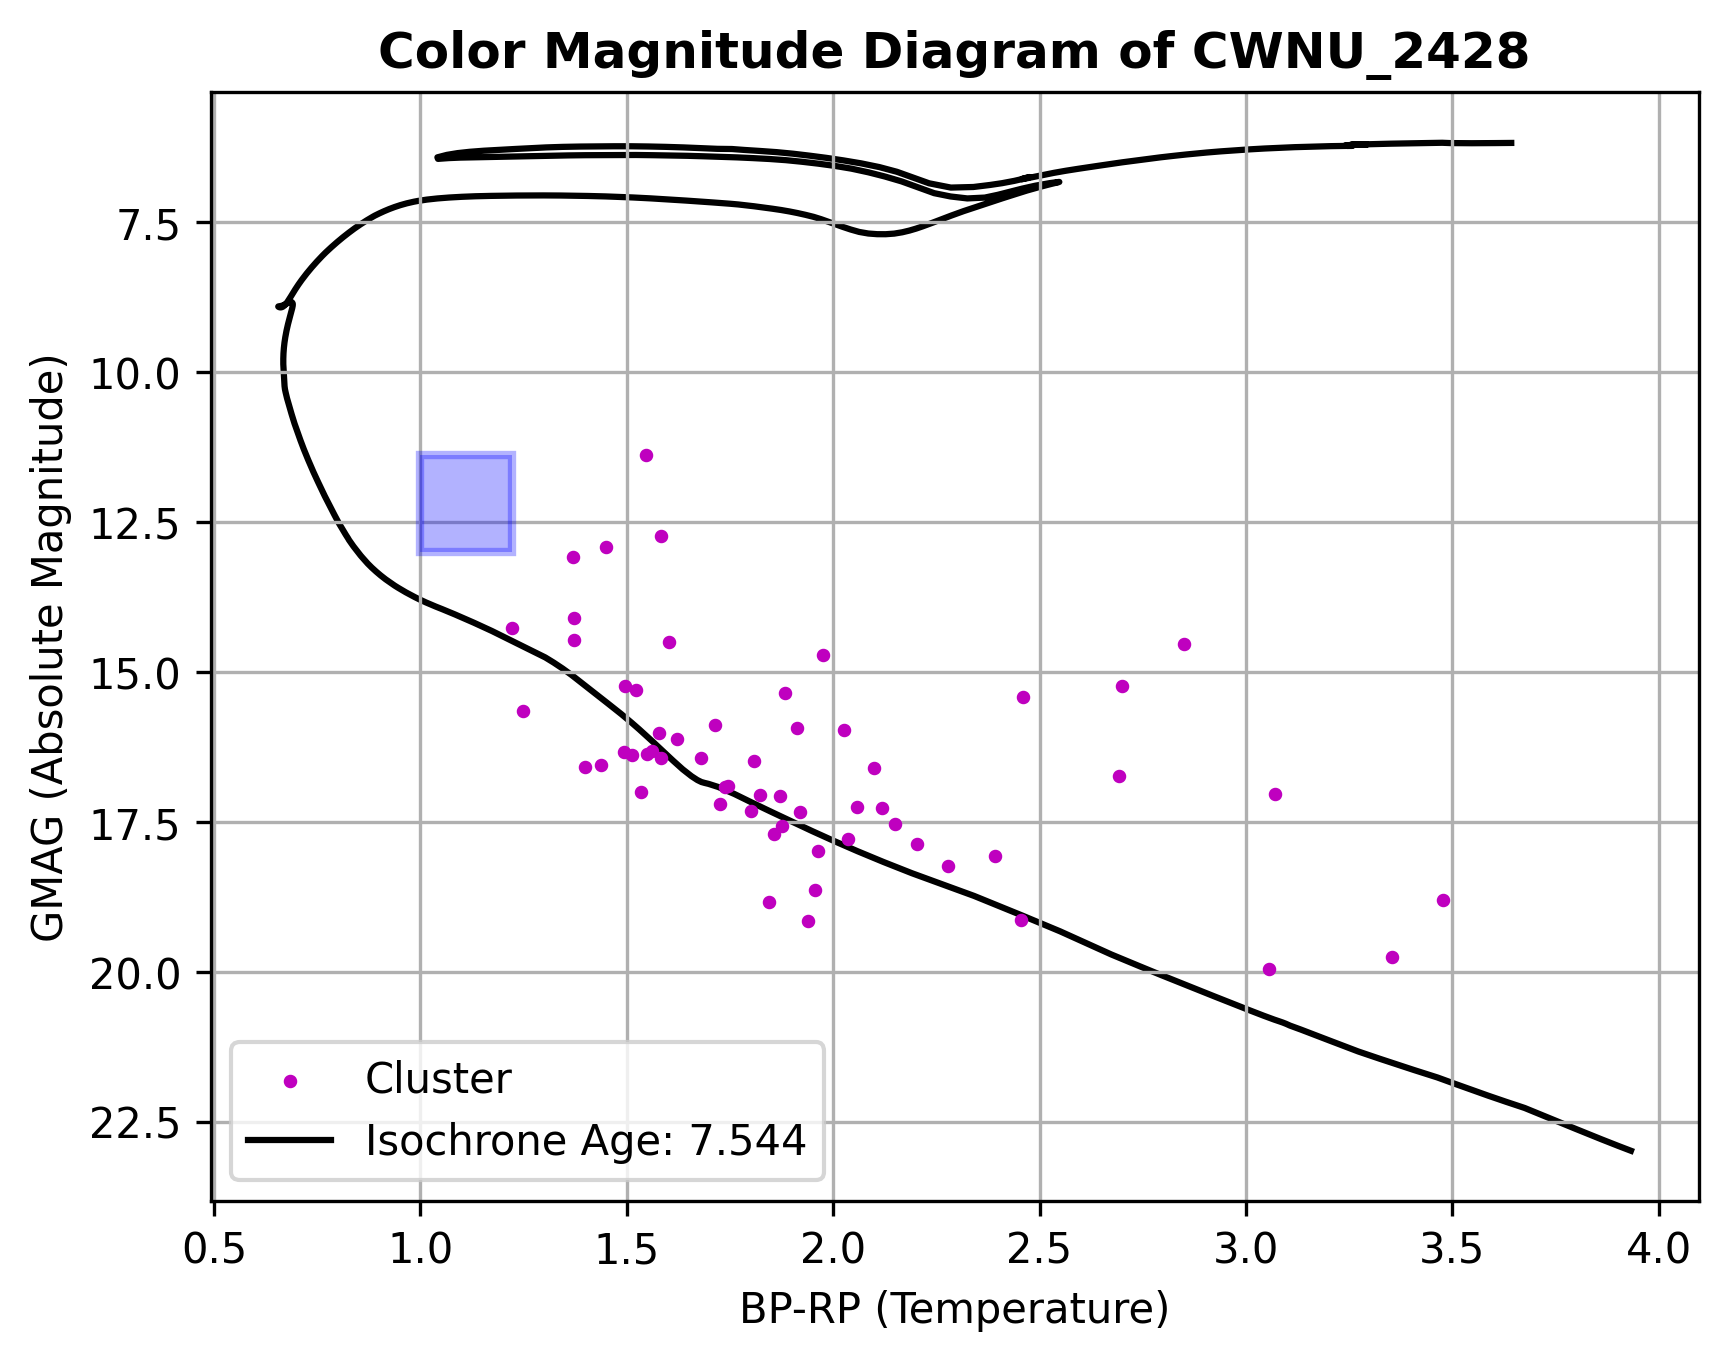 Color Magnitude Diagram of CWNU_2428
GMAG (Absolute Magnitude)
7.5
10.0
12.5
15.0
17.5
20.0
22.5
Cluster
Isochrone Age: 7.544
0.5 1.0 1.5 2.0 2.5 3.0 3.5 4.0
BP-RP (Temperature)